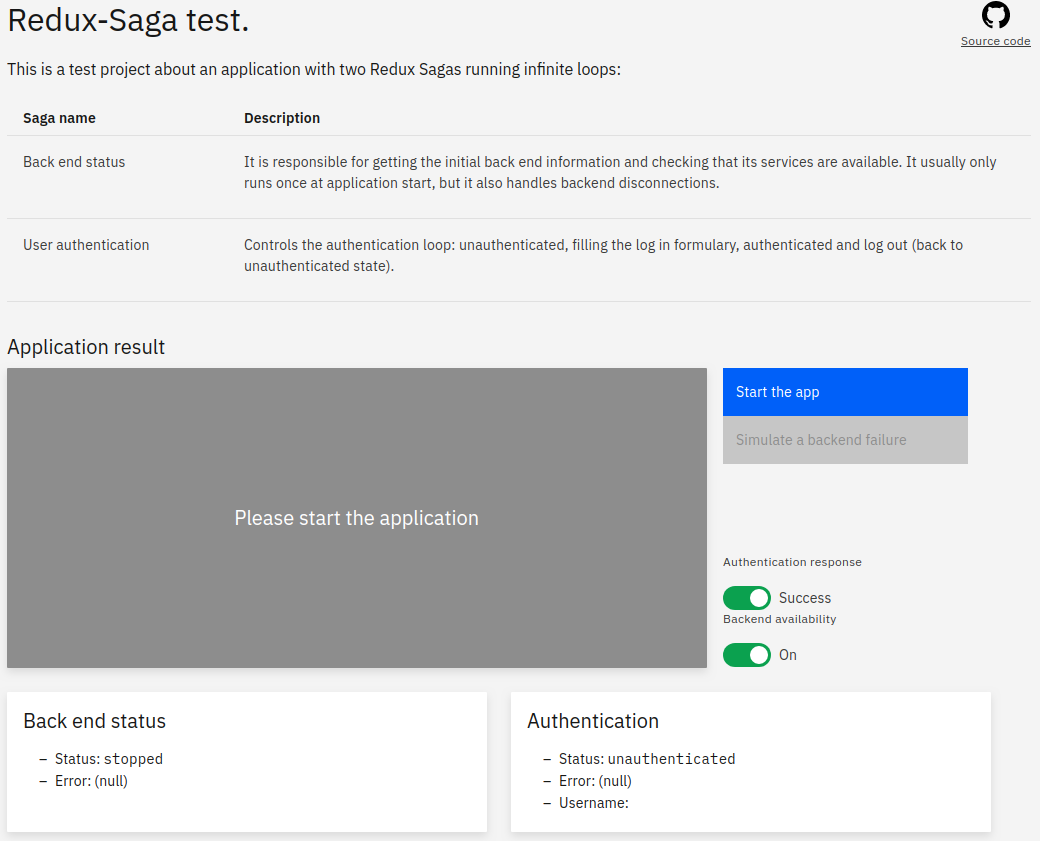 Redux-Saga test.
Source code
This is a test project about an application with two Redux Sagas running infinite loops:
Saga name Description
Back end status It is responsible for getting the initial back end information and checking that its services are available. It usually only
runs once at application start, but it also handles backend disconnections.
User authentication Controls the authentication loop: unauthenticated, filling the log in formulary, authenticated and log out (back to
unauthenticated state).
Application result
Please start the application
Start the app
Simulate a backend failure
Authentication response
Success
Backend availability
On
Back end status
– Status: stopped
– Error: (null)
Authentication
– Status: unauthenticated
– Error: (null)
– Username: